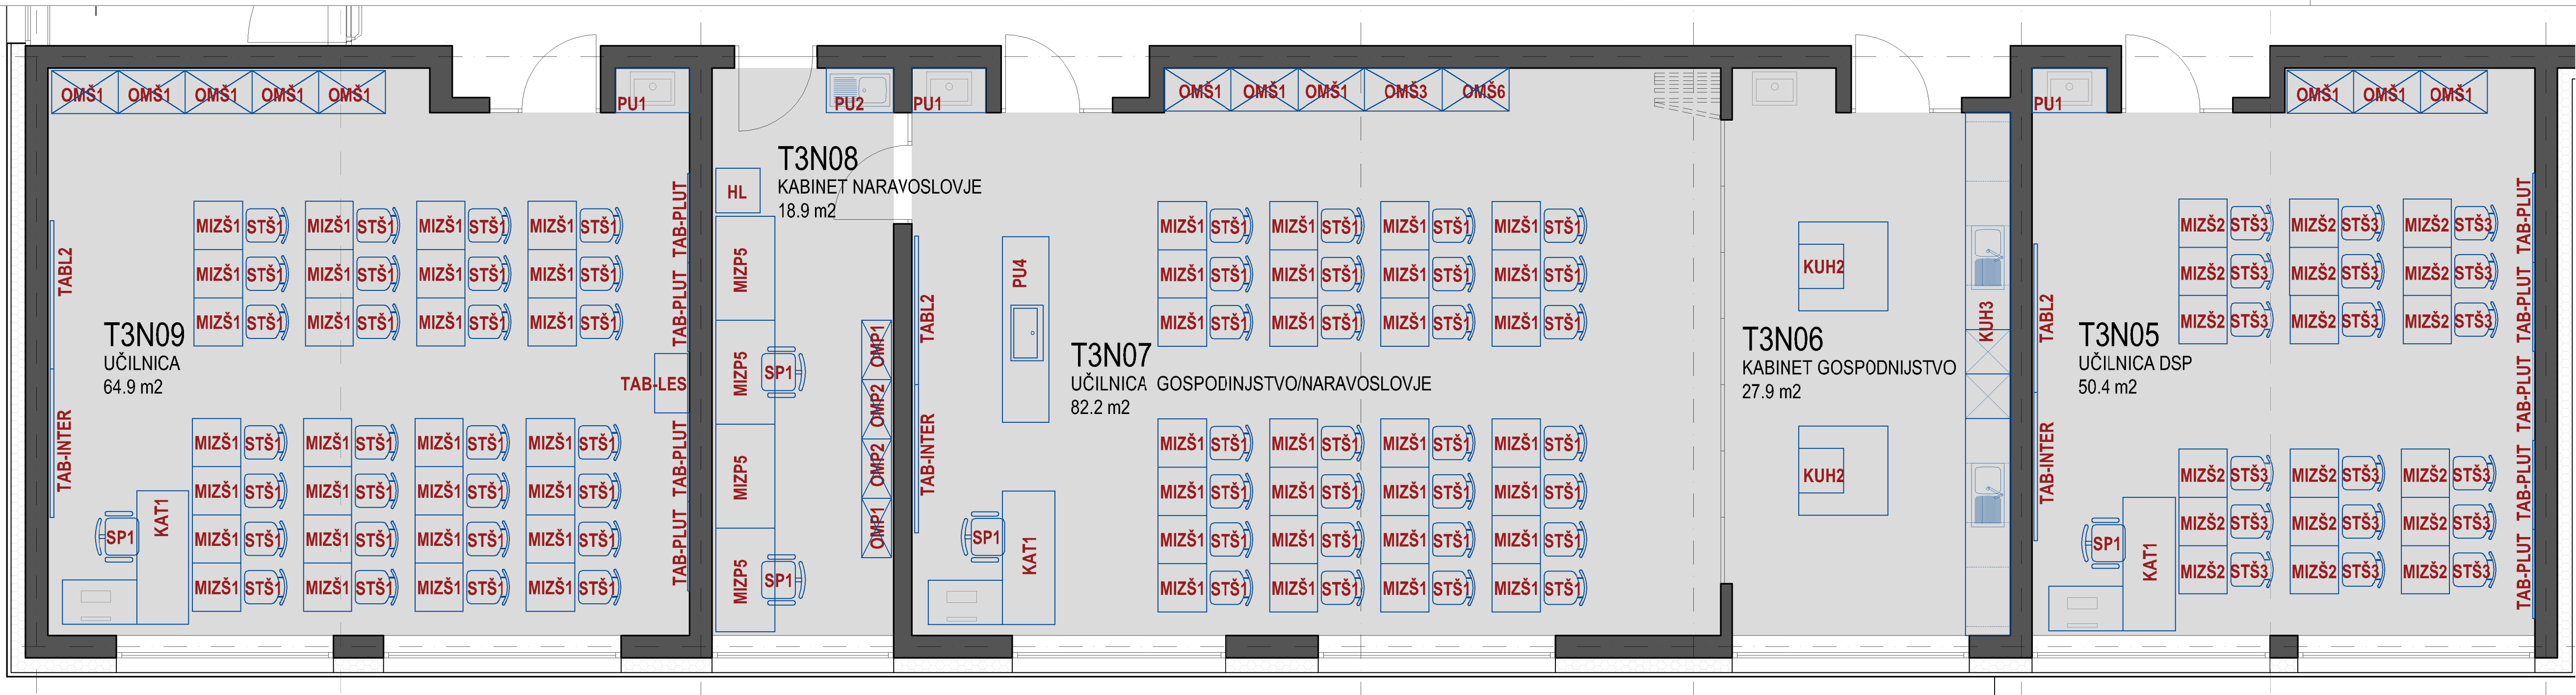 OMŠ1 OMŠ1 OMŠ1 OMŠ1 OMŠ1
PU1
TABL2
TAB-INTER
T3N09
UČILNICA
64.9 m2
MIZŠ1 STŠ1 MIZŠ1 STŠ1 MIZŠ1 STŠ1 MIZŠ1 STŠ1
MIZŠ1 STŠ1 MIZŠ1 STŠ1 MIZŠ1 STŠ1 MIZŠ1 STŠ1
MIZŠ1 STŠ1 MIZŠ1 STŠ1 MIZŠ1 STŠ1 MIZŠ1 STŠ1
MIZŠ1 STŠ1 MIZŠ1 STŠ1 MIZŠ1 STŠ1 MIZŠ1 STŠ1
MIZŠ1 STŠ1 MIZŠ1 STŠ1 MIZŠ1 STŠ1 MIZŠ1 STŠ1
MIZŠ1 STŠ1 MIZŠ1 STŠ1 MIZŠ1 STŠ1 MIZŠ1 STŠ1
MIZŠ1 STŠ1 MIZŠ1 STŠ1 MIZŠ1 STŠ1 MIZŠ1 STŠ1
SP1
KAT1
TAB-PLUT
TAB-PLUT
TAB-LES
TAB-PLUT
TAB-PLUT
PU2
T3N08
KABINET NARAVOSLOVJE
18.9 m2
HL
MIZP5
MIZP5
MIZP5
MIZP5
SP1
SP1
OMP1
OMP2
OMP2
OMP1
PU1
OMŠ1 OMŠ1 OMŠ1 OMŠ3 OMŠ6
TABL2
TAB-INTER
PU4
T3N07
UČILNICA GOSPODINJSTVO/NARAVOSLOVJE
82.2 m2
MIZŠ1 STŠ1 MIZŠ1 STŠ1 MIZŠ1 STŠ1 MIZŠ1 STŠ1
MIZŠ1 STŠ1 MIZŠ1 STŠ1 MIZŠ1 STŠ1 MIZŠ1 STŠ1
MIZŠ1 STŠ1 MIZŠ1 STŠ1 MIZŠ1 STŠ1 MIZŠ1 STŠ1
MIZŠ1 STŠ1 MIZŠ1 STŠ1 MIZŠ1 STŠ1 MIZŠ1 STŠ1
MIZŠ1 STŠ1 MIZŠ1 STŠ1 MIZŠ1 STŠ1 MIZŠ1 STŠ1
MIZŠ1 STŠ1 MIZŠ1 STŠ1 MIZŠ1 STŠ1 MIZŠ1 STŠ1
MIZŠ1 STŠ1 MIZŠ1 STŠ1 MIZŠ1 STŠ1 MIZŠ1 STŠ1
SP1
KAT1
KUH2
T3N06
KABINET GOSPODNIJSTVO
27.9 m2
KUH2
KUH3
PU1
OMŠ1 OMŠ1 OMŠ1
TABL2
TAB-INTER
T3N05
UČILNICA DSP
50.4 m2
MIZŠ2 STŠ3 MIZŠ2 STŠ3 MIZŠ2 STŠ3
MIZŠ2 STŠ3 MIZŠ2 STŠ3 MIZŠ2 STŠ3
MIZŠ2 STŠ3 MIZŠ2 STŠ3 MIZŠ2 STŠ3
MIZŠ2 STŠ3 MIZŠ2 STŠ3 MIZŠ2 STŠ3
MIZŠ2 STŠ3 MIZŠ2 STŠ3 MIZŠ2 STŠ3
MIZŠ2 STŠ3 MIZŠ2 STŠ3 MIZŠ2 STŠ3
SP1
KAT1
TAB-PLUT
TAB-PLUT
TAB-PLUT
TAB-PLUT
TAB-PLUT